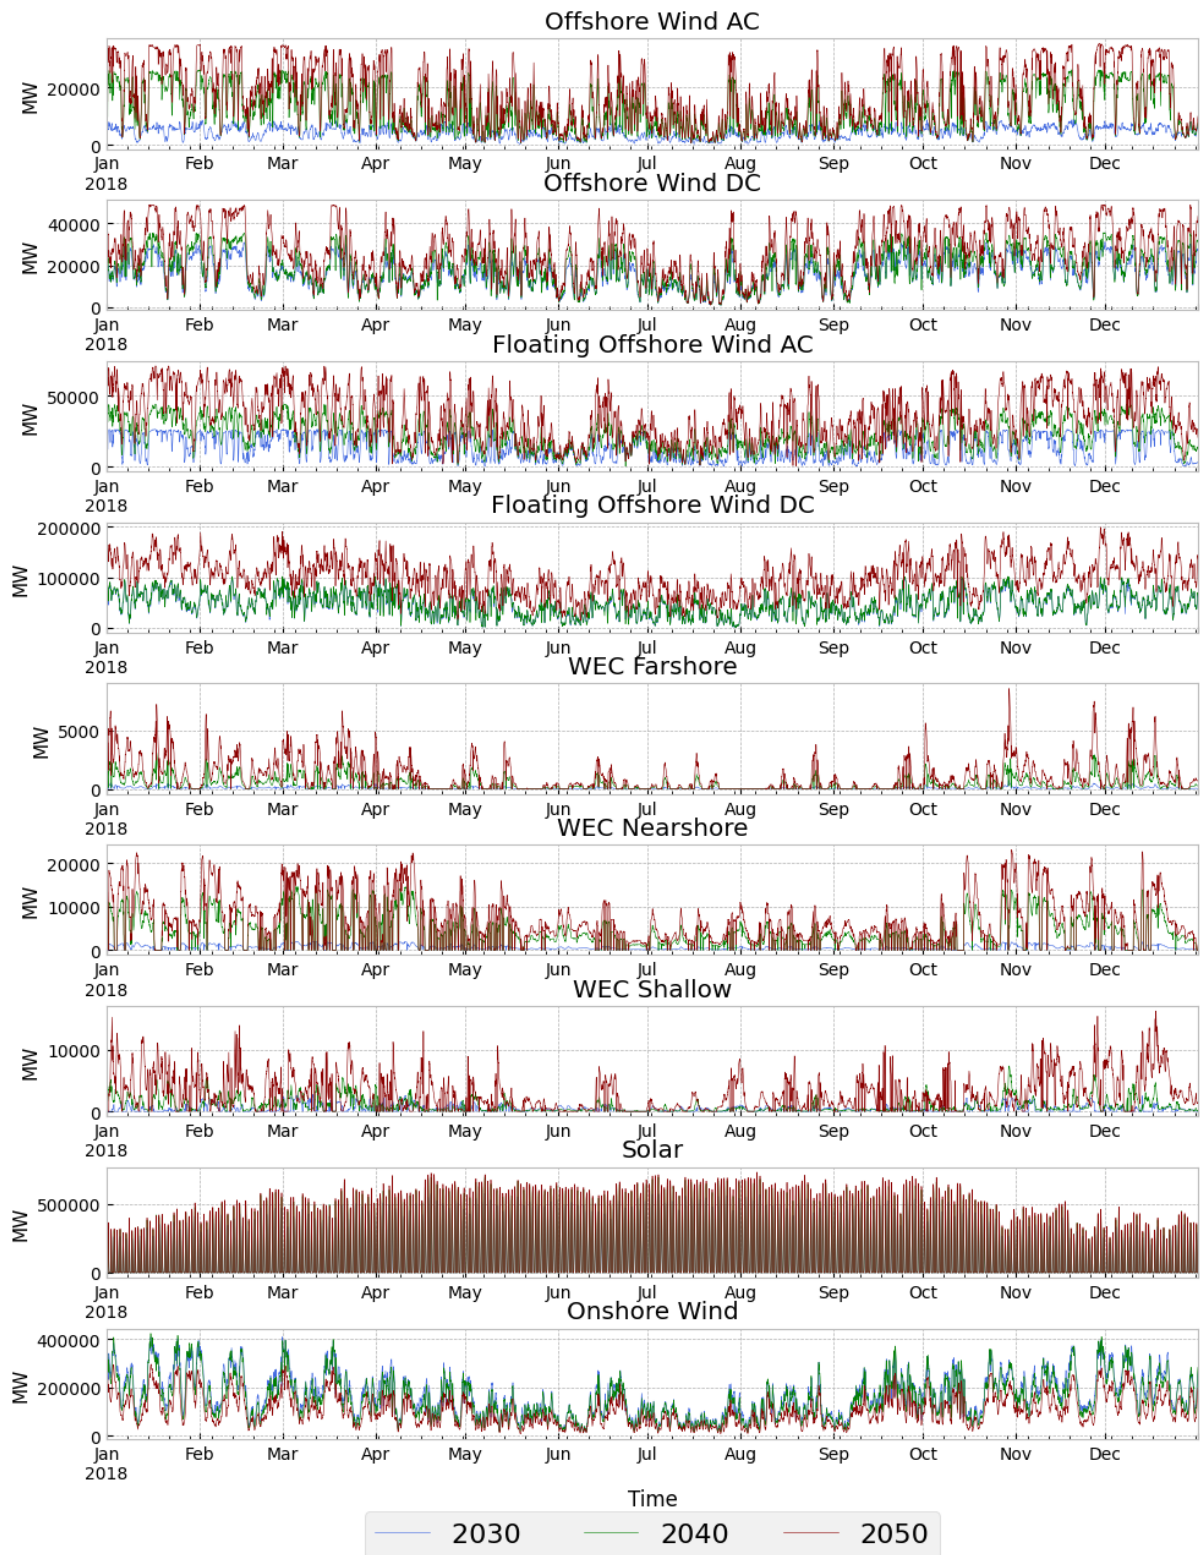 Offshore Wind AC
MW
20000
0
Jan Feb Mar Apr May Jun Jul Aug Sep Oct Nov Dec
2018
Offshore Wind DC
MW
40000
20000
0
Jan Feb Mar Apr May Jun Jul Aug Sep Oct Nov Dec
2018
Floating Offshore Wind AC
MW
50000
0
Jan Feb Mar Apr May Jun Jul Aug Sep Oct Nov Dec
2018
Floating Offshore Wind DC
MW
200000
100000
0
Jan Feb Mar Apr May Jun Jul Aug Sep Oct Nov Dec
2018
WEC Farshore
MW
5000
0
Jan Feb Mar Apr May Jun Jul Aug Sep Oct Nov Dec
2018
WEC Nearshore
MW
20000
10000
0
Jan Feb Mar Apr May Jun Jul Aug Sep Oct Nov Dec
2018
WEC Shallow
MW
10000
0
Jan Feb Mar Apr May Jun Jul Aug Sep Oct Nov Dec
2018
Solar
MW
500000
0
Jan Feb Mar Apr May Jun Jul Aug Sep Oct Nov Dec
2018
Onshore Wind
MW
400000
200000
0
Jan Feb Mar Apr May Jun Jul Aug Sep Oct Nov Dec
2018
Time
2030 2040 2050